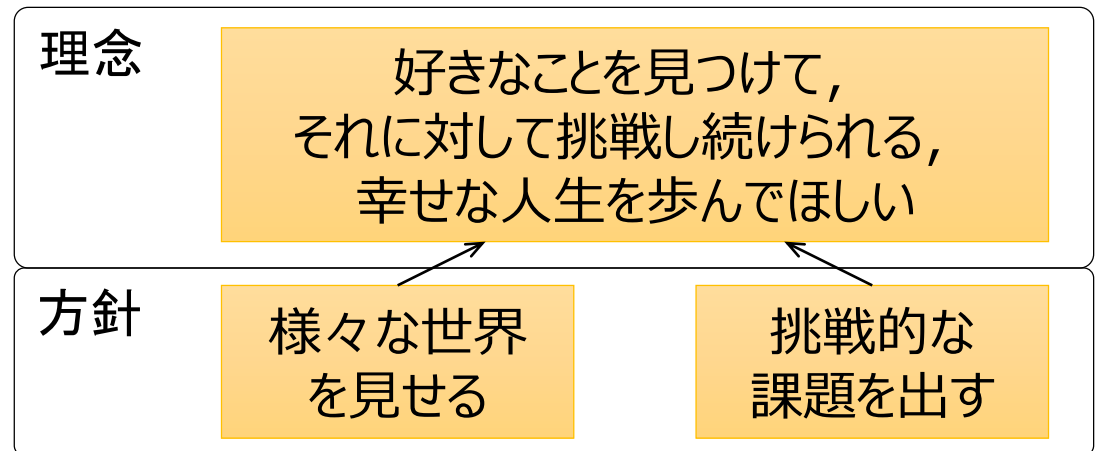 理念
好きなことを見つけて,
それに対して挑戦し続けられる,
幸せな人生を歩んでほしい
方針
様々な世界
を見せる
挑戦的な
課題を出す